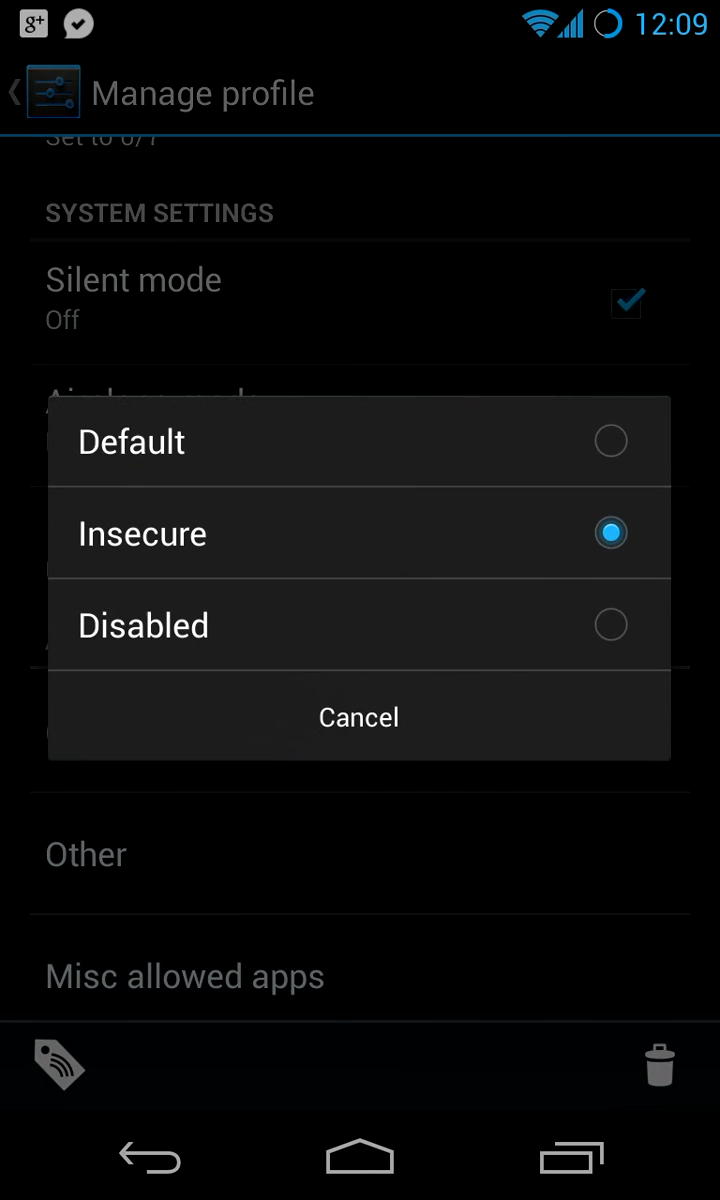 g+
12:09
Manage profile
SYSTEM SETTINGS
Silent mode
Off
Default
Insecure
Disabled
Cancel
Other
Misc allowed apps